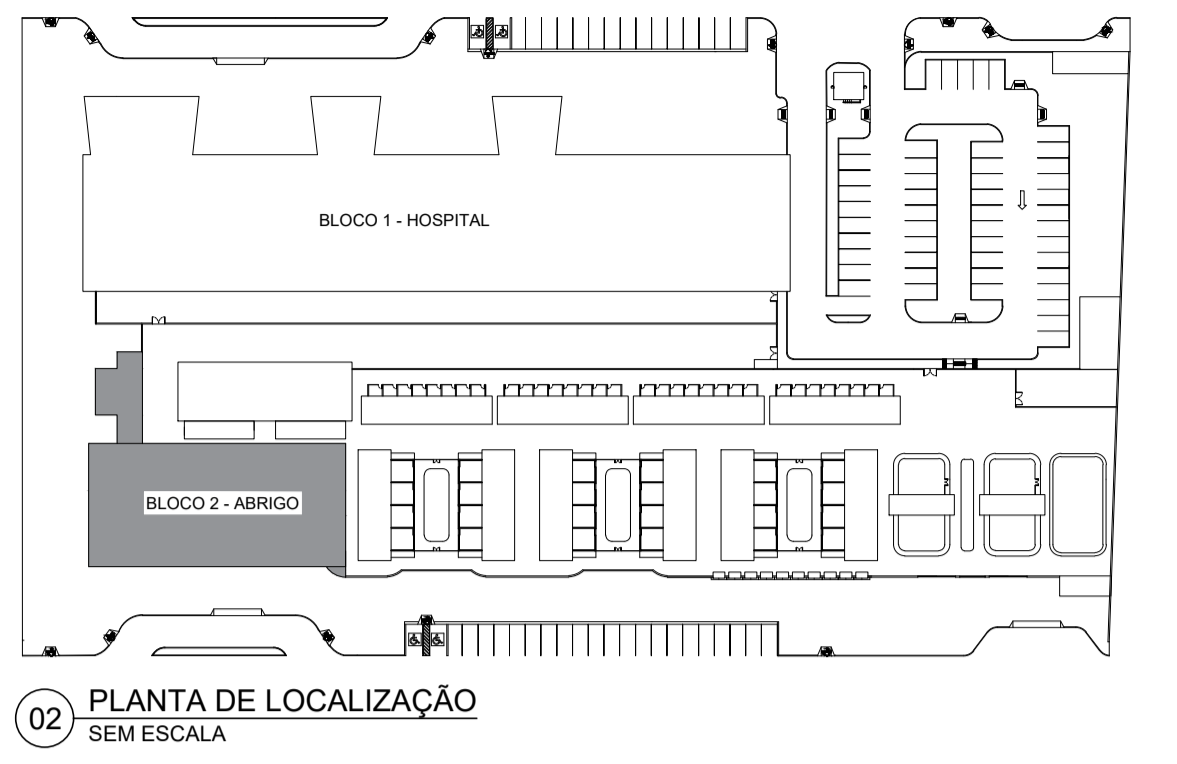 BLOCO 1 - HOSPITAL
BLOCO 2 - ABRIGO
02
PLANTA DE LOCALIZAÇÃO
SEM ESCALA